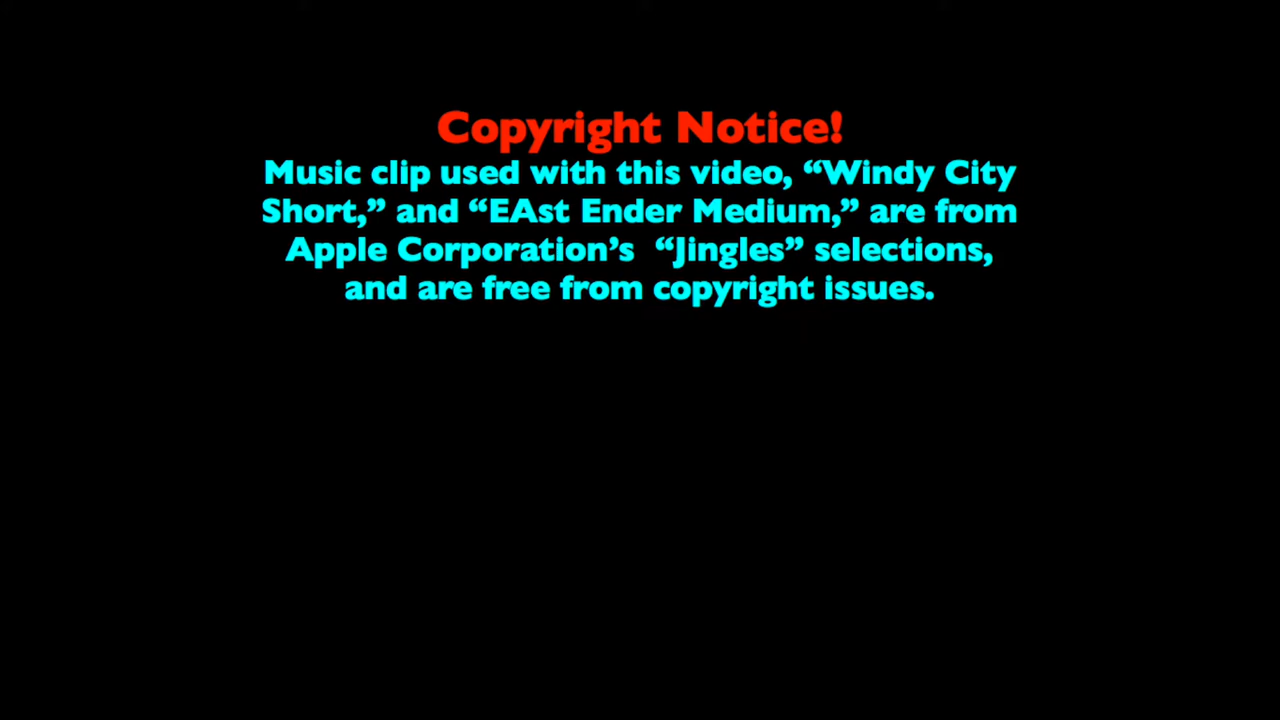 Copyright Notice!
Music clip used with this video, “Windy City
Short,” and “EAst Ender Medium,” are from
Apple Corporation’s  “Jingles” selections,
and are free from copyright issues.